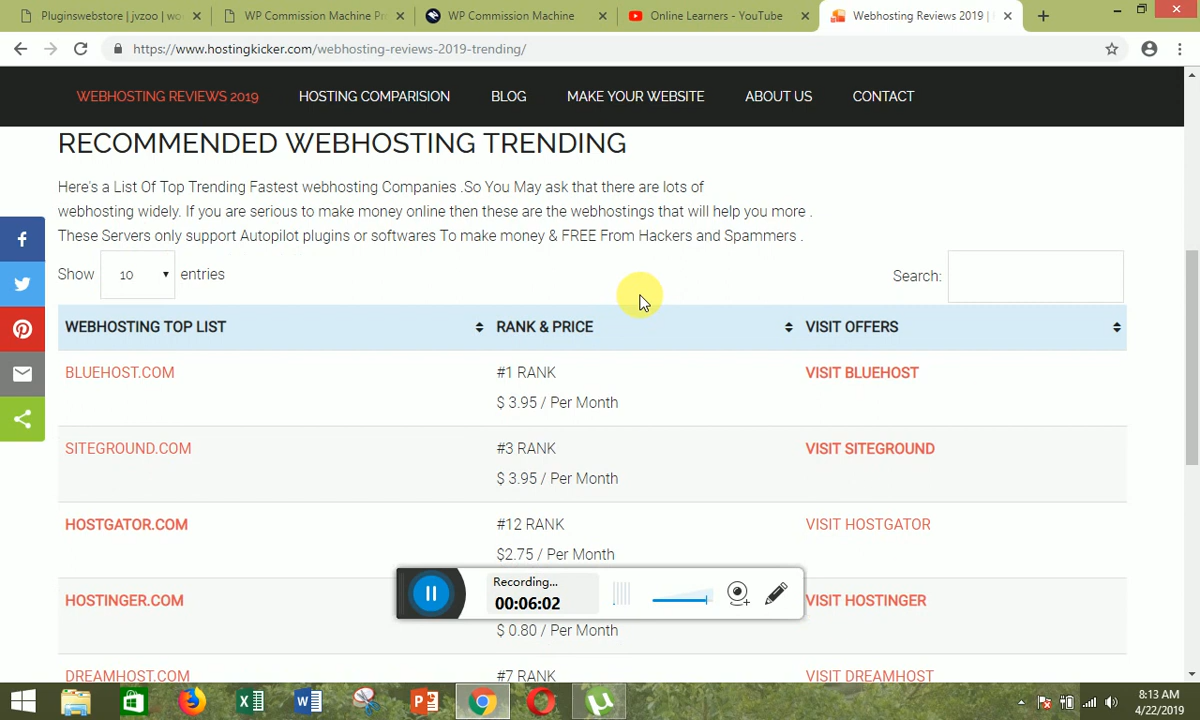 Pluginswebstore | jvzoo | wo
WP Commission Machine Pr
WP Commission Machine
Online Learners - YouTube
Webhosting Reviews 2019 |
https://www.hostingkicker.com/webhosting-reviews-2019-trending/
WEBHOSTING REVIEWS 2019 HOSTING COMPARISION BLOG MAKE YOUR WEBSITE ABOUT US CONTACT
RECOMMENDED WEBHOSTING TRENDING
Here's a List Of Top Trending Fastest webhosting Companies .So You May ask that there are lots of
webhosting widely. If you are serious to make money online then these are the webhostings that will help you more .
These Servers only support Autopilot plugins or softwares To make money & FREE From Hackers and Spammers .
Show 10 entries Search:
WEBHOSTING TOP LIST RANK & PRICE VISIT OFFERS
BLUEHOST.COM #1 RANK VISIT BLUEHOST
$ 3.95 / Per Month
SITEGROUND.COM #3 RANK VISIT SITEGROUND
$ 3.95 / Per Month
HOSTGATOR.COM #12 RANK VISIT HOSTGATOR
$2.75 / Per Month
Recording...
00:06:02
HOSTINGER.COM VISIT HOSTINGER
$ 0.80 / Per Month
DREAMHOST.COM #7 RANK VISIT DREAMHOST
8:13 AM
4/22/2019